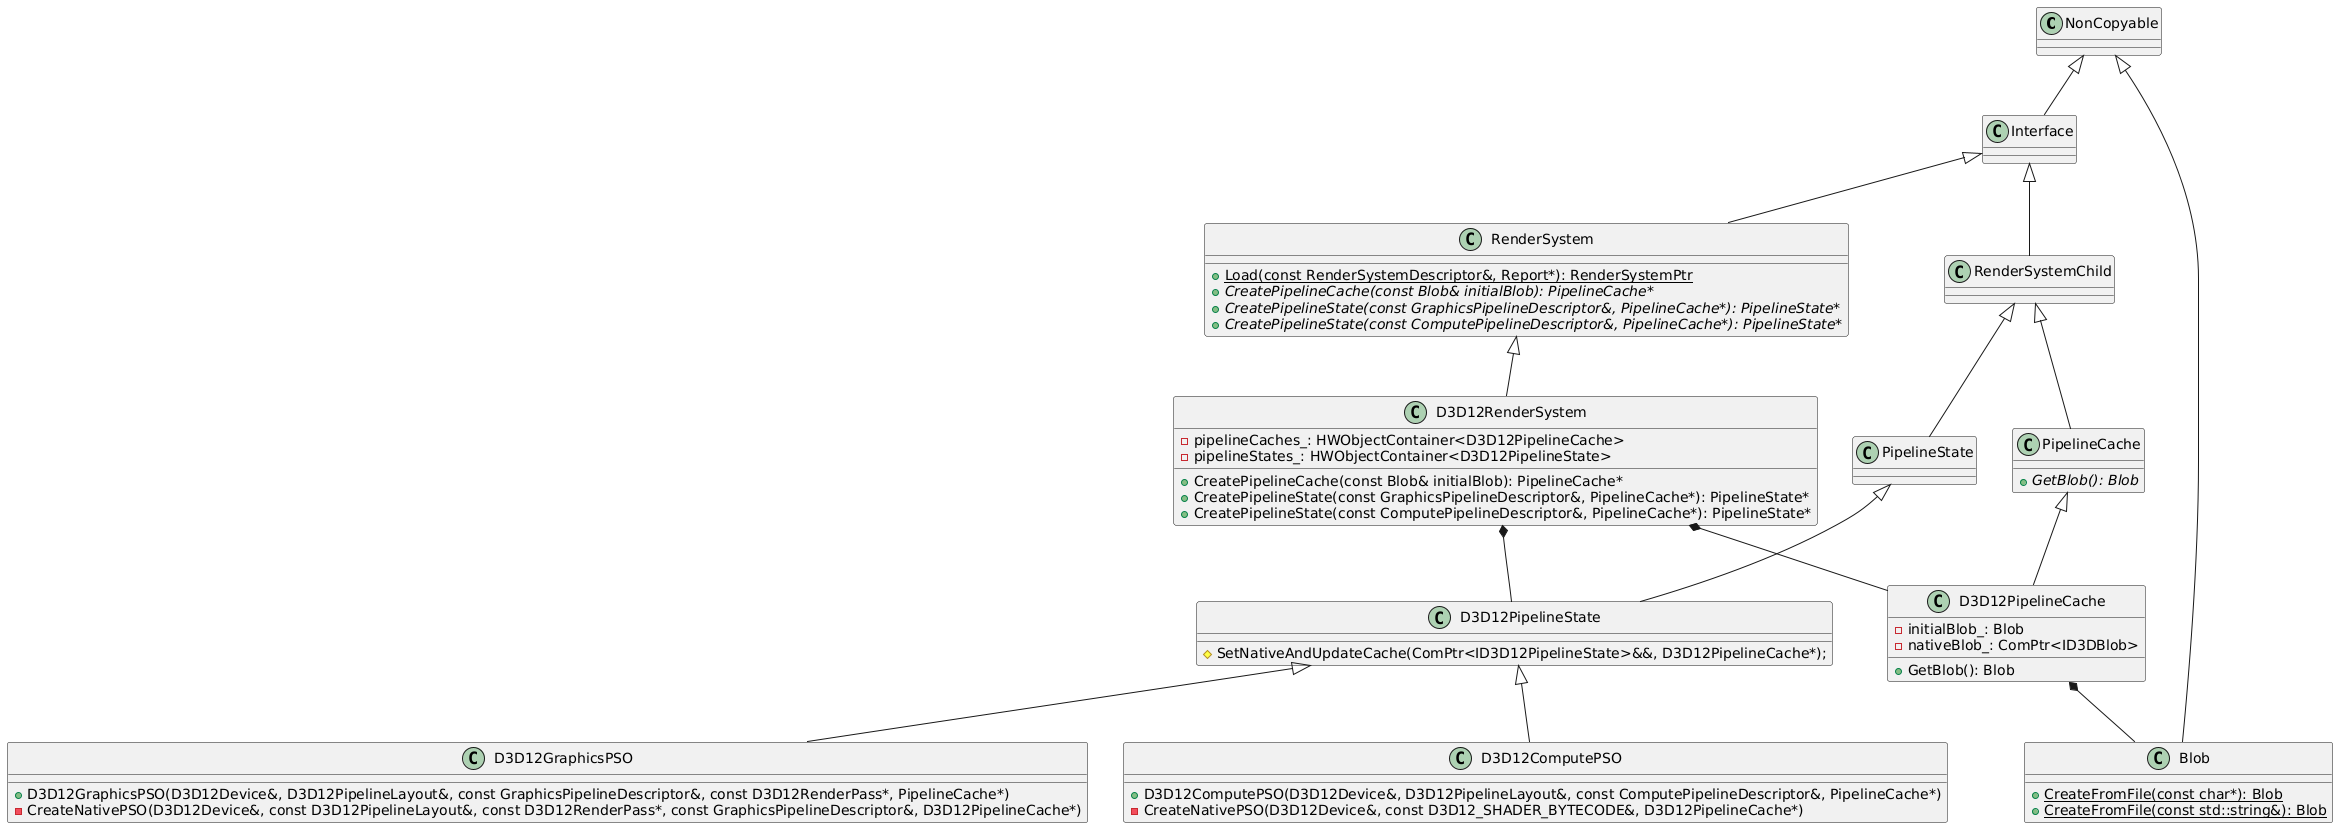 C NonCopyable
C Interface
C RenderSystem
Load(const RenderSystemDescriptor&, Report*): RenderSystemPtr
CreatePipelineCache(const Blob& initialBlob): PipelineCache*
CreatePipelineState(const GraphicsPipelineDescriptor&, PipelineCache*): PipelineState*
CreatePipelineState(const ComputePipelineDescriptor&, PipelineCache*): PipelineState*
C RenderSystemChild
C D3D12RenderSystem
pipelineCaches_: HWObjectContainer<D3D12PipelineCache>
pipelineStates_: HWObjectContainer<D3D12PipelineState>
CreatePipelineCache(const Blob& initialBlob): PipelineCache*
CreatePipelineState(const GraphicsPipelineDescriptor&, PipelineCache*): PipelineState*
CreatePipelineState(const ComputePipelineDescriptor&, PipelineCache*): PipelineState*
C PipelineState
C PipelineCache
GetBlob(): Blob
C D3D12PipelineState
SetNativeAndUpdateCache(ComPtr<ID3D12PipelineState>&&, D3D12PipelineCache*);
C D3D12PipelineCache
initialBlob_: Blob
nativeBlob_: ComPtr<ID3DBlob>
GetBlob(): Blob
C D3D12GraphicsPSO
D3D12GraphicsPSO(D3D12Device&, D3D12PipelineLayout&, const GraphicsPipelineDescriptor&, const D3D12RenderPass*, PipelineCache*)
CreateNativePSO(D3D12Device&, const D3D12PipelineLayout&, const D3D12RenderPass*, const GraphicsPipelineDescriptor&, D3D12PipelineCache*)
C D3D12ComputePSO
D3D12ComputePSO(D3D12Device&, D3D12PipelineLayout&, const ComputePipelineDescriptor&, PipelineCache*)
CreateNativePSO(D3D12Device&, const D3D12_SHADER_BYTECODE&, D3D12PipelineCache*)
C Blob
CreateFromFile(const char*): Blob
CreateFromFile(const std::string&): Blob